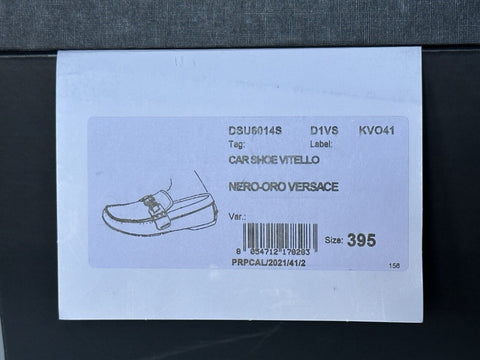 DSU6014S D1VS KVO41
Tag: Label:
CAR SHOE VITELLO
NERO-ORO VERSACE
Var.:
Size: 395
8 054712 170203
PRPCAL/2021/41/2
158